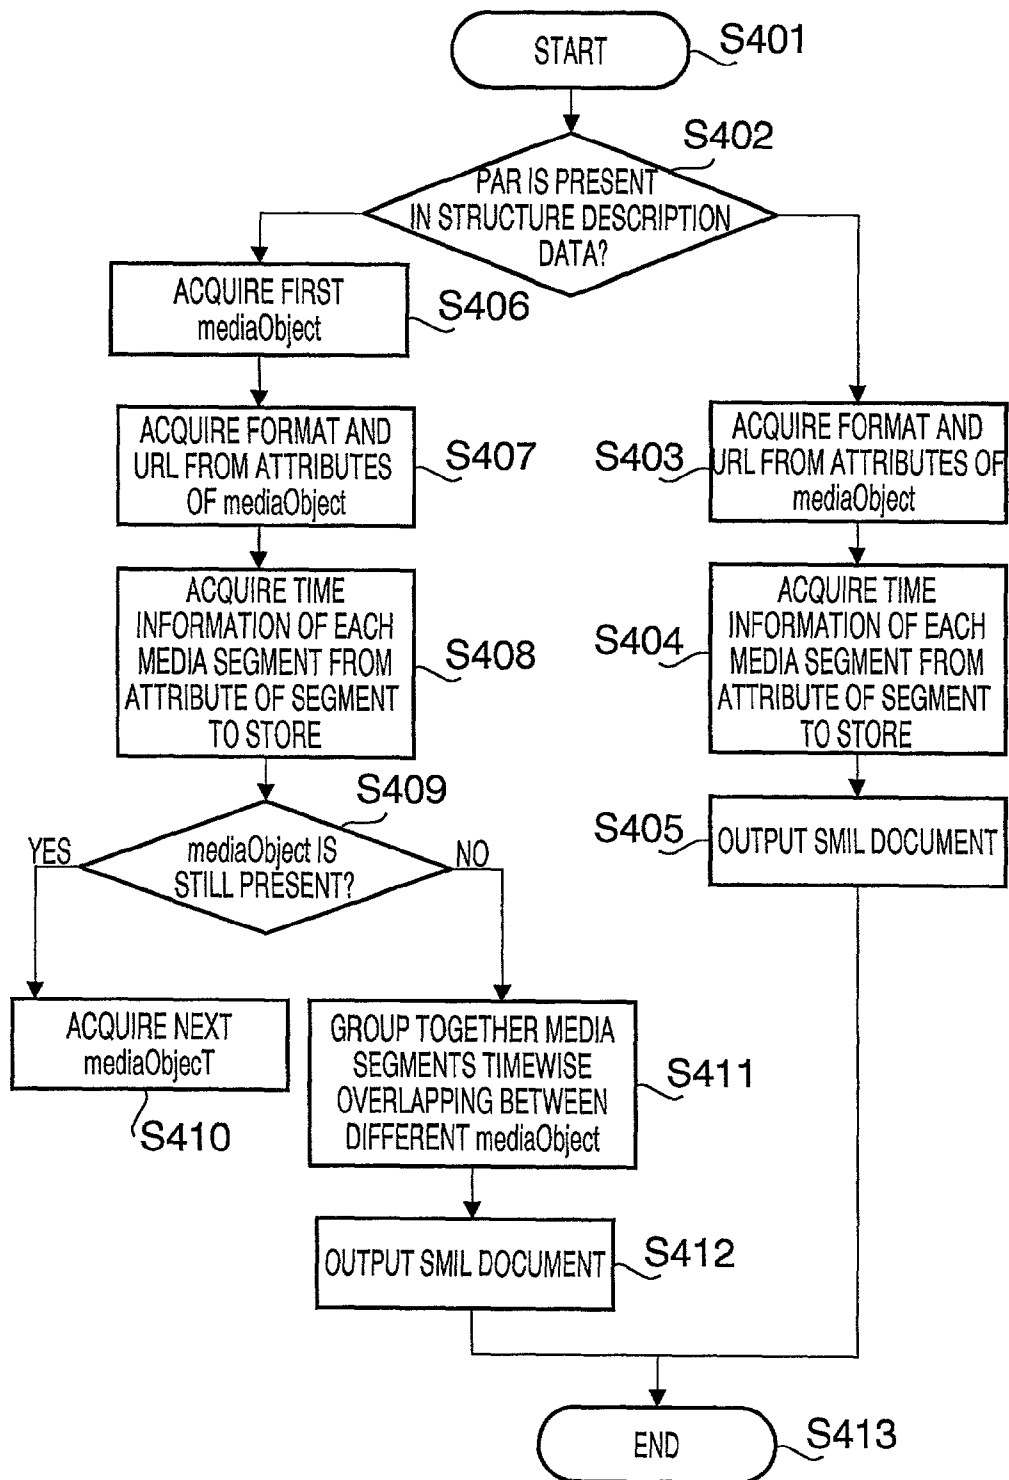 START
S401
S402
PAR IS PRESENT
IN STRUCTURE DESCRIPTION
DATA?
ACQUIRE FIRST
mediaObject
S406
ACQUIRE FORMAT AND
URL FROM ATTRIBUTES
OF mediaObject
S407
S403
ACQUIRE FORMAT AND
URL FROM ATTRIBUTES OF
mediaObject
ACQUIRE TIME
INFORMATION OF EACH
MEDIA SEGMENT FROM
ATTRIBUTE OF SEGMENT
TO STORE
S408
S404
ACQUIRE TIME
INFORMATION OF EACH
MEDIA SEGMENT FROM
ATTRIBUTE OF SEGMENT
TO STORE
S409
YES
mediaObject IS
STILL PRESENT?
NO
S405
OUTPUT SMIL DOCUMENT
ACQUIRE NEXT
mediaObjecT
S410
GROUP TOGETHER MEDIA
SEGMENTS TIMEWISE
OVERLAPPING BETWEEN
DIFFERENT mediaObject
S411
OUTPUT SMIL DOCUMENT
S412
END
S413